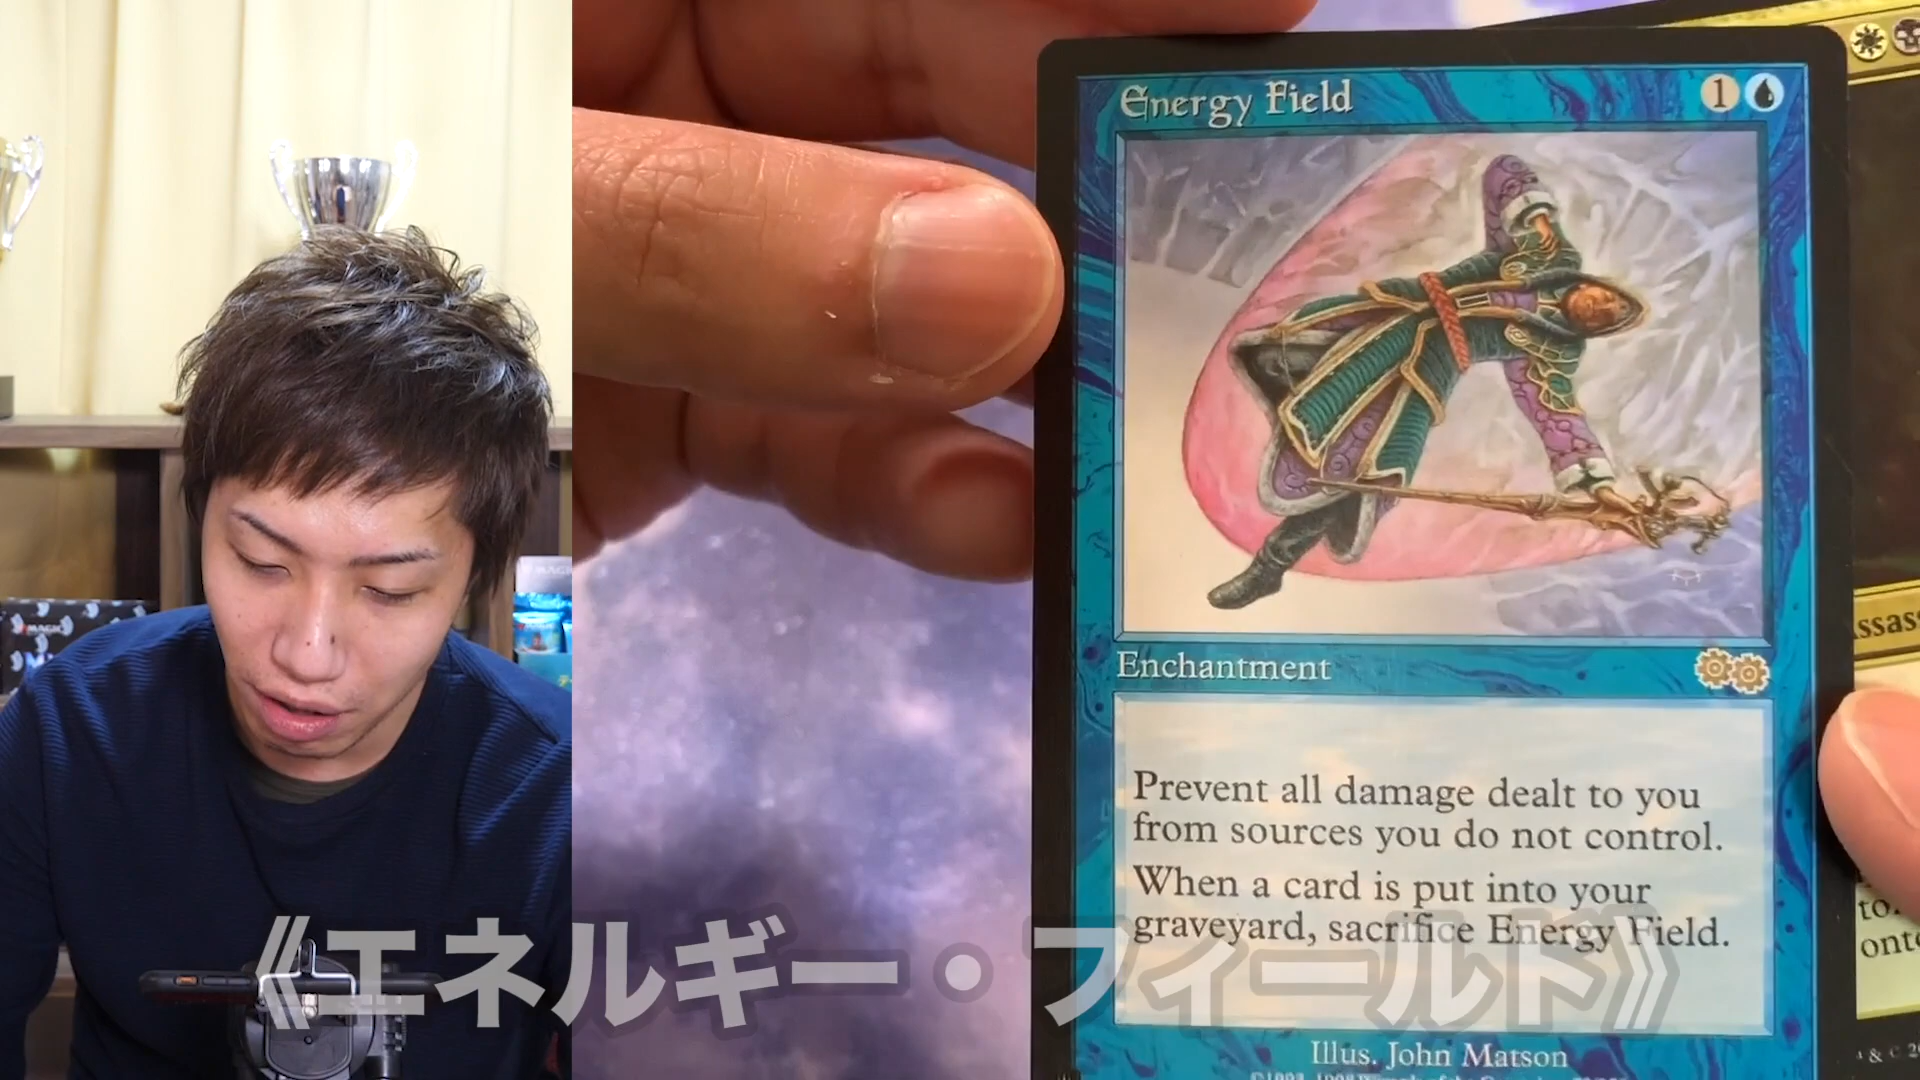 Energy Field
1
Enchantment
Prevent all damage dealt to you
from sources you do not control.
When a card is put into your
graveyard, sacrifice Energy Field.
《エネルギー・フィールド》
Illus. John Matson
MAGIC